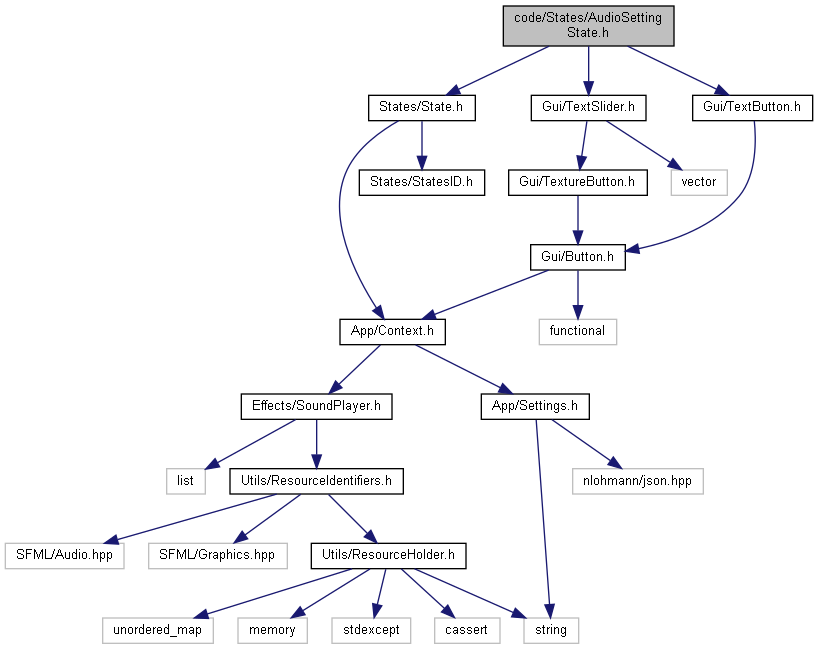 code/States/AudioSetting
State.h
States/State.h
Gui/TextSlider.h
Gui/TextButton.h
States/StatesID.h
Gui/TextureButton.h
vector
Gui/Button.h
App/Context.h
functional
Effects/SoundPlayer.h
App/Settings.h
list
Utils/ResourceIdentifiers.h
nlohmann/json.hpp
SFML/Audio.hpp
SFML/Graphics.hpp
Utils/ResourceHolder.h
unordered_map
memory
stdexcept
cassert
string